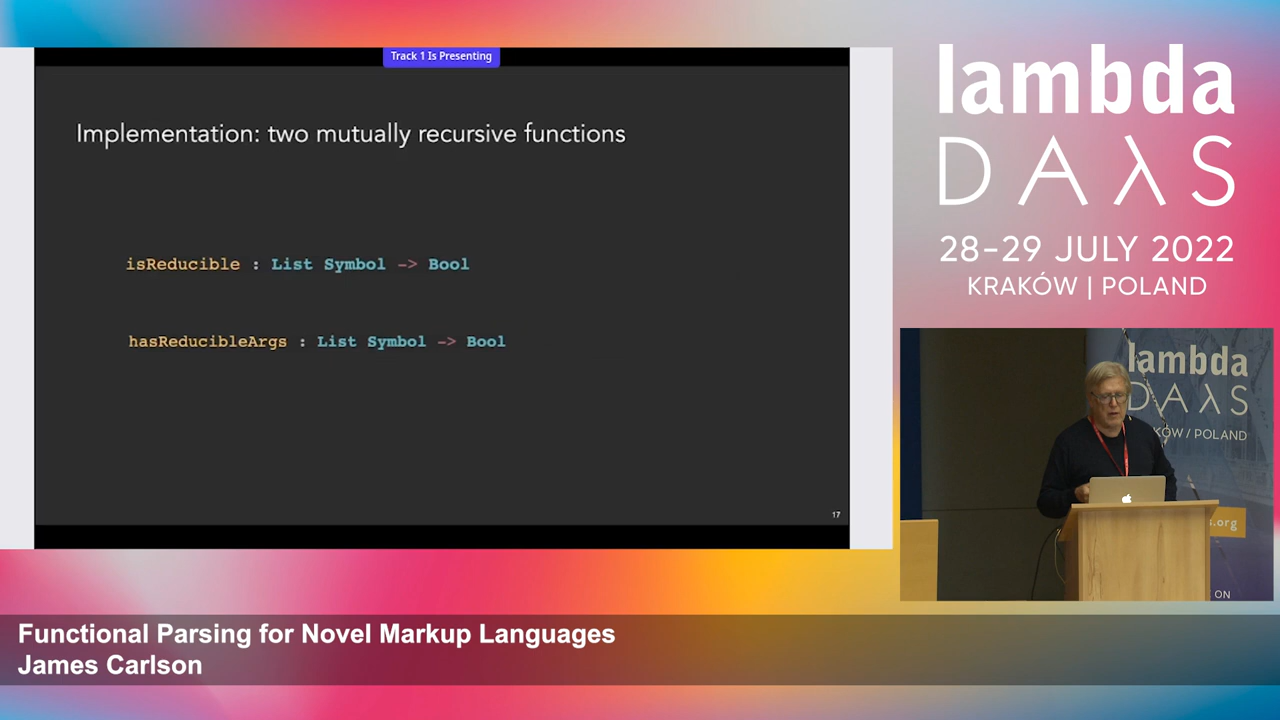 Track 1 Is Presenting
Implementation: two mutually recursive functions
isReducible : List Symbol -> Bool
hasReducibleArgs : List Symbol -> Bool
17
lambda
DAλS
28–29 JULY 2022
KRAKÓW | POLAND
lambda
DAλS
KÓW / POLAND
s.org
ON
Functional Parsing for Novel Markup Languages
James Carlson